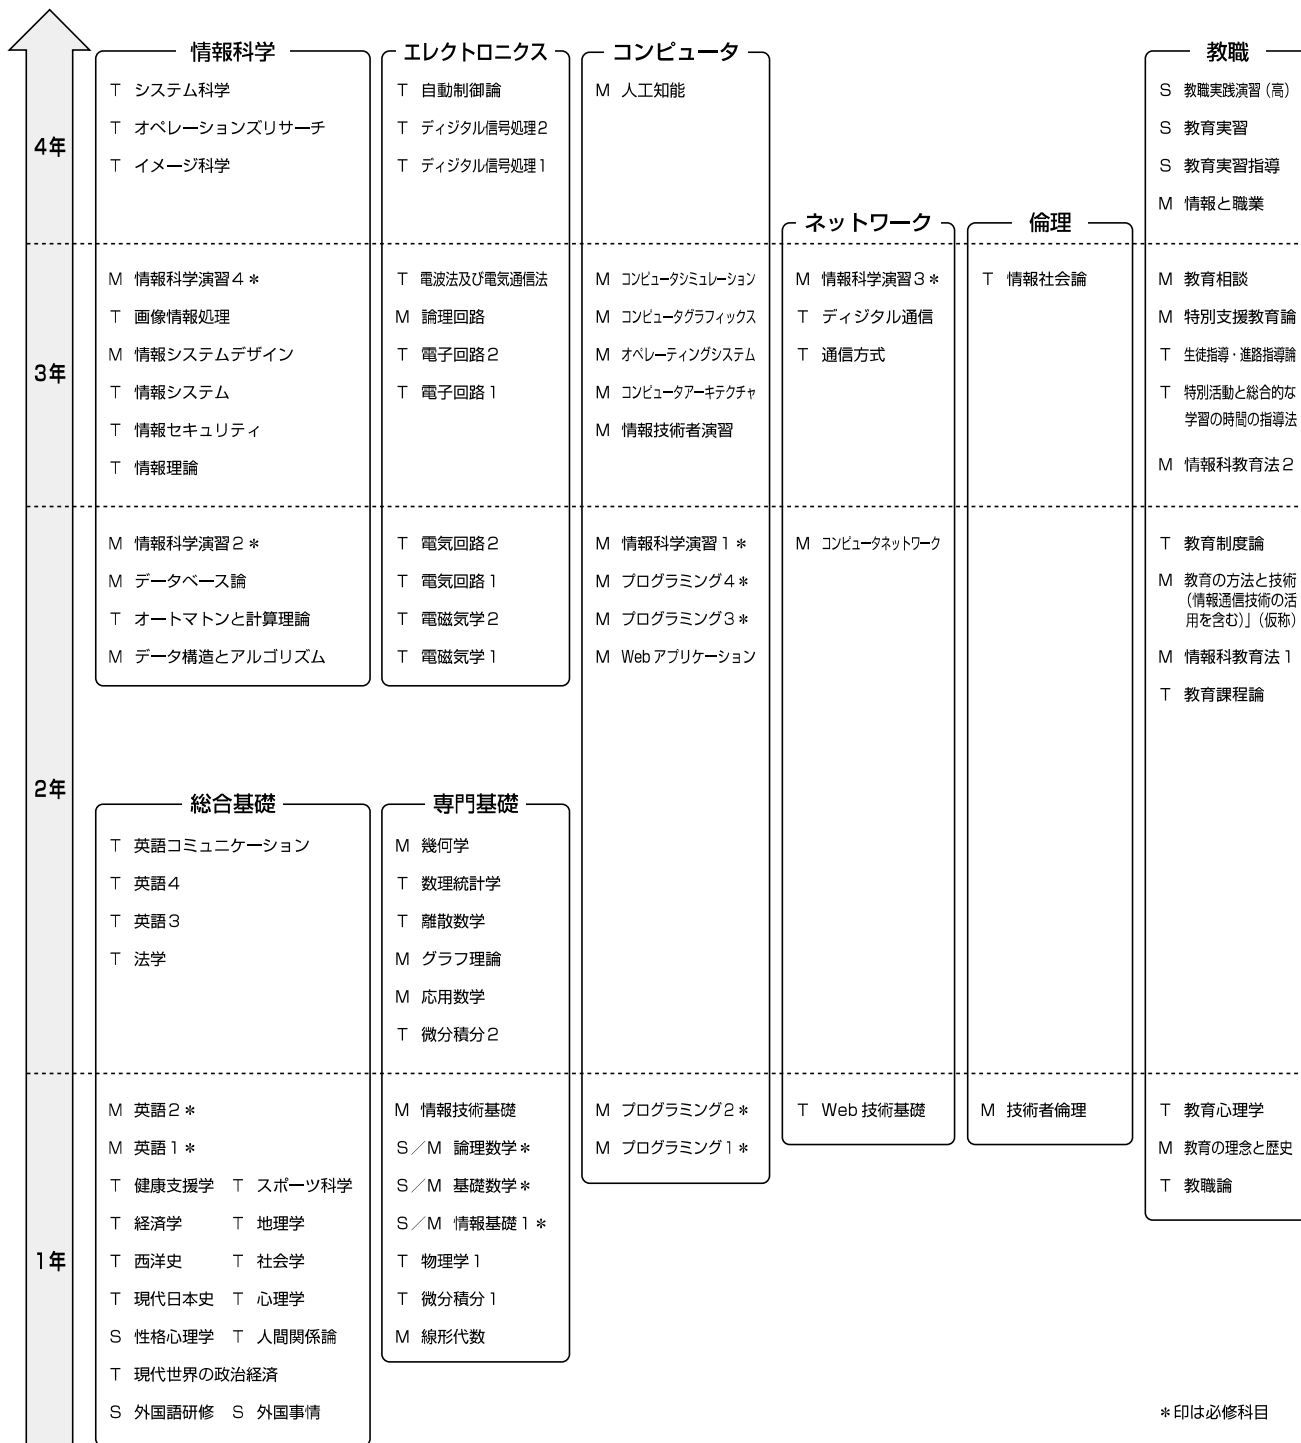 情報科学
T システム科学
T オペレーションズリサーチ
T イメージ科学
M 情報科学演習4*
T 画像情報処理
M 情報システムデザイン
T 情報システム
T 情報セキュリティ
T 情報理論
M 情報科学演習2*
M データベース論
T オートマトンと計算理論
M データ構造とアルゴリズム
エレクトロニクス
T 自動制御論
T ディジタル信号処理2
T ディジタル信号処理1
T 電波法及び電気通信法
M 論理回路
T 電子回路2
T 電子回路1
T 電気回路2
T 電気回路1
T 電磁気学2
T 電磁気学1
コンピュータ
M 人工知能
M コンピュータシミュレーション
M コンピュータグラフィックス
M オペレーティングシステム
M コンピュータアーキテクチャ
M 情報技術者演習
M 情報科学演習1*
M プログラミング4*
M プログラミング3*
M Webアプリケーション
M プログラミング2*
M プログラミング1*
ネットワーク
M 情報科学演習3*
T ディジタル通信
T 通信方式
M コンピュータネットワーク
T Web技術基礎
倫理
T 情報社会論
M 技術者倫理
教職
S 教職実践演習(高)
S 教育実習
S 教育実習指導
M 情報と職業
M 教育相談
M 特別支援教育論
T 生徒指導・進路指導論
T 特別活動と総合的な
学習の時間の指導法
M 情報科教育法2
T 教育制度論
M 教育の方法と技術
(情報通信技術の活
用を含む)」(仮称)
M 情報科教育法1
T 教育課程論
T 教育心理学
M 教育の理念と歴史
T 教職論
総合基礎
T 英語コミュニケーション
T 英語4
T 英語3
T 法学
M 英語2*
M 英語1*
T 健康支援学 T スポーツ科学
T 経済学 T 地理学
T 西洋史 T 社会学
T 現代日本史 T 心理学
S 性格心理学 T 人間関係論
T 現代世界の政治経済
S 外国語研修 S 外国事情
専門基礎
M 幾何学
T 数理統計学
T 離散数学
M グラフ理論
M 応用数学
T 微分積分2
M 情報技術基礎
S/M 論理数学*
S/M 基礎数学*
S/M 情報基礎1*
T 物理学1
T 微分積分1
M 線形代数
4年
3年
2年
1年
*印は必修科目